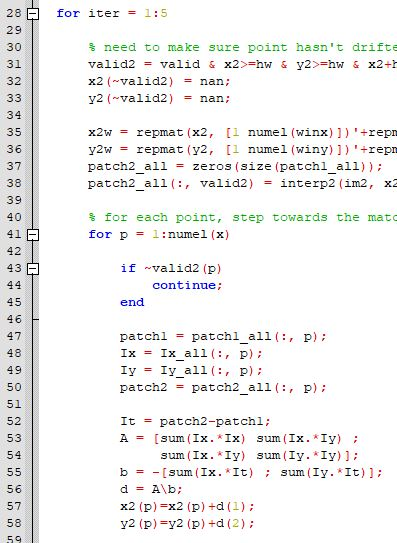 28 for iter = 1:5
29
30 % need to make sure point hasn't drifte
31 valid2 = valid & x2>=hw & y2>=hw & x2+h
32 x2(~valid2) = nan;
33 y2(~valid2) = nan;
34
35 x2w = repmat(x2, [1 numel(winx)])'+repm
36 y2w = repmat(y2, [1 numel(winy)])'+repm
37 patch2_all = zeros(size(patch1_all));
38 patch2_all(:, valid2) = interp2(im2, x2
39
40 % for each point, step towards the matc
41 for p = 1:numel(x)
42
43 if ~valid2(p)
44 continue;
45 end
46
47 patch1 = patch1_all(:, p);
48 Ix = Ix_all(:, p);
49 Iy = Iy_all(:, p);
50 patch2 = patch2_all(:, p);
51
52 It = patch2-patch1;
53 A = [sum(Ix.*Ix) sum(Ix.*Iy) ;
54 sum(Ix.*Iy) sum(Iy.*Iy)];
55 b = -[sum(Ix.*It) ; sum(Iy.*It)];
56 d = A\b;
57 x2(p)=x2(p)+d(1);
58 y2(p)=y2(p)+d(2);
59